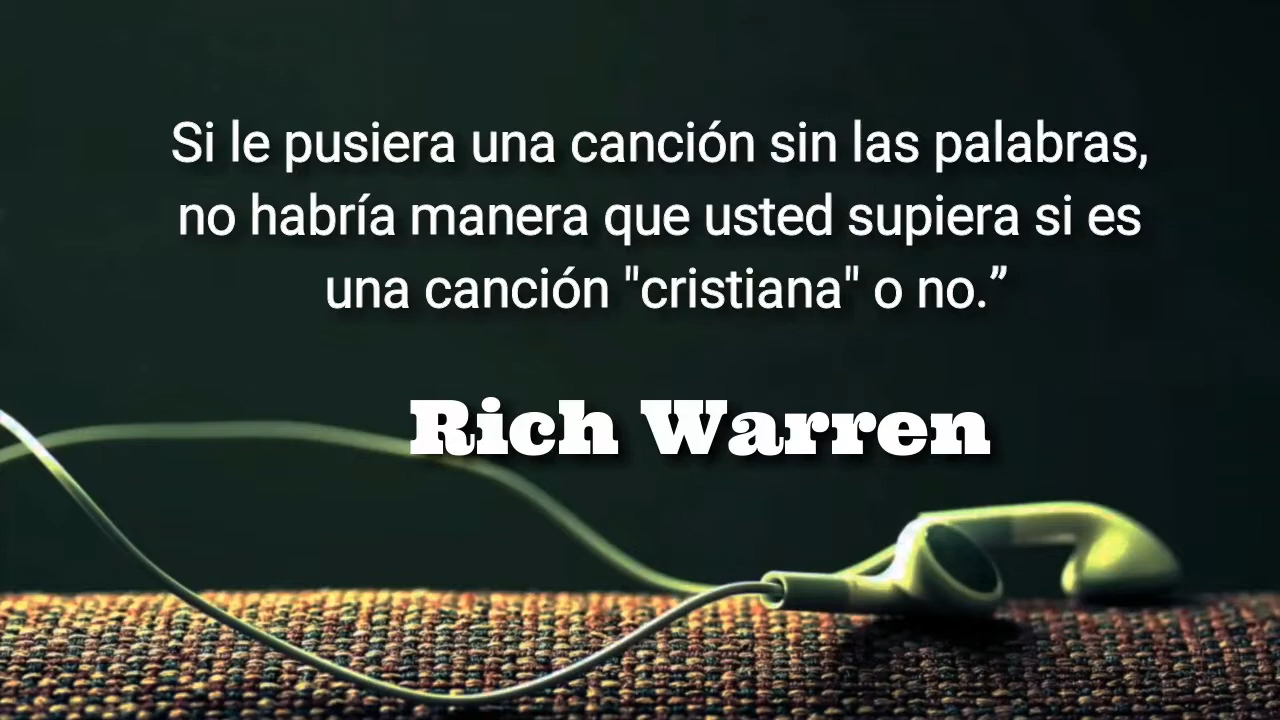 Si le pusiera una canción sin las palabras,
no habría manera que usted supiera si es
una canción "cristiana" o no.”
Rich Warren